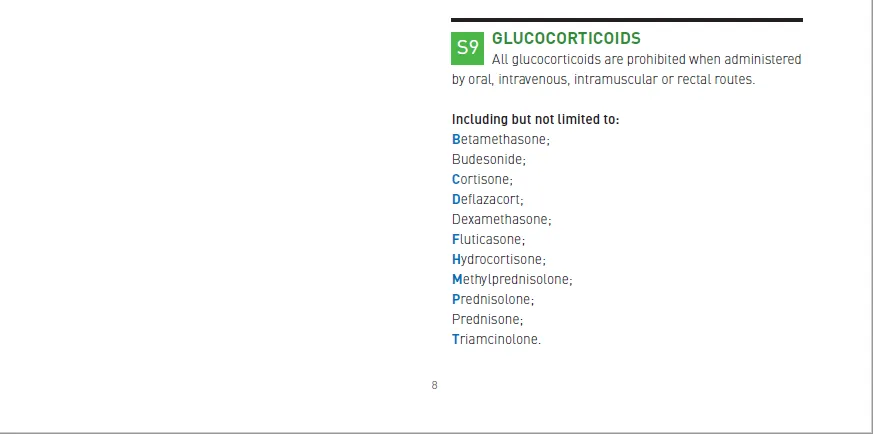 S9 GLUCOCORTICOIDS
All glucocorticoids are prohibited when administered
by oral, intravenous, intramuscular or rectal routes.
Including but not limited to:
Betamethasone;
Budesonide;
Cortisone;
Deflazacort;
Dexamethasone;
Fluticasone;
Hydrocortisone;
Methylprednisolone;
Prednisolone;
Prednisone;
Triamcinolone.
8